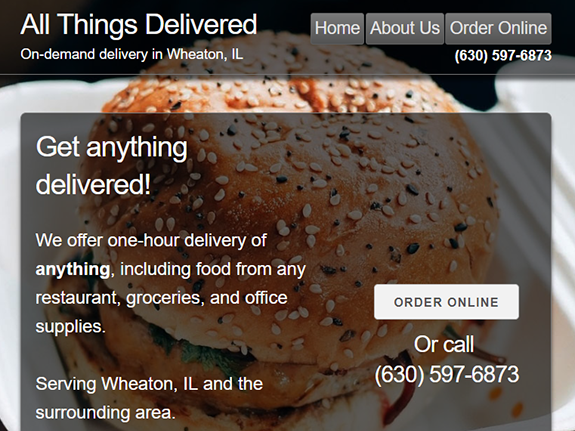 All Things Delivered
Home About Us Order Online
On-demand delivery in Wheaton, IL
(630) 597-6873
Get anything
delivered!
We offer one-hour delivery of
anything, including food from any
restaurant, groceries, and office
supplies.
Serving Wheaton, IL and the
surrounding area.
ORDER ONLINE
Or call
(630) 597-6873